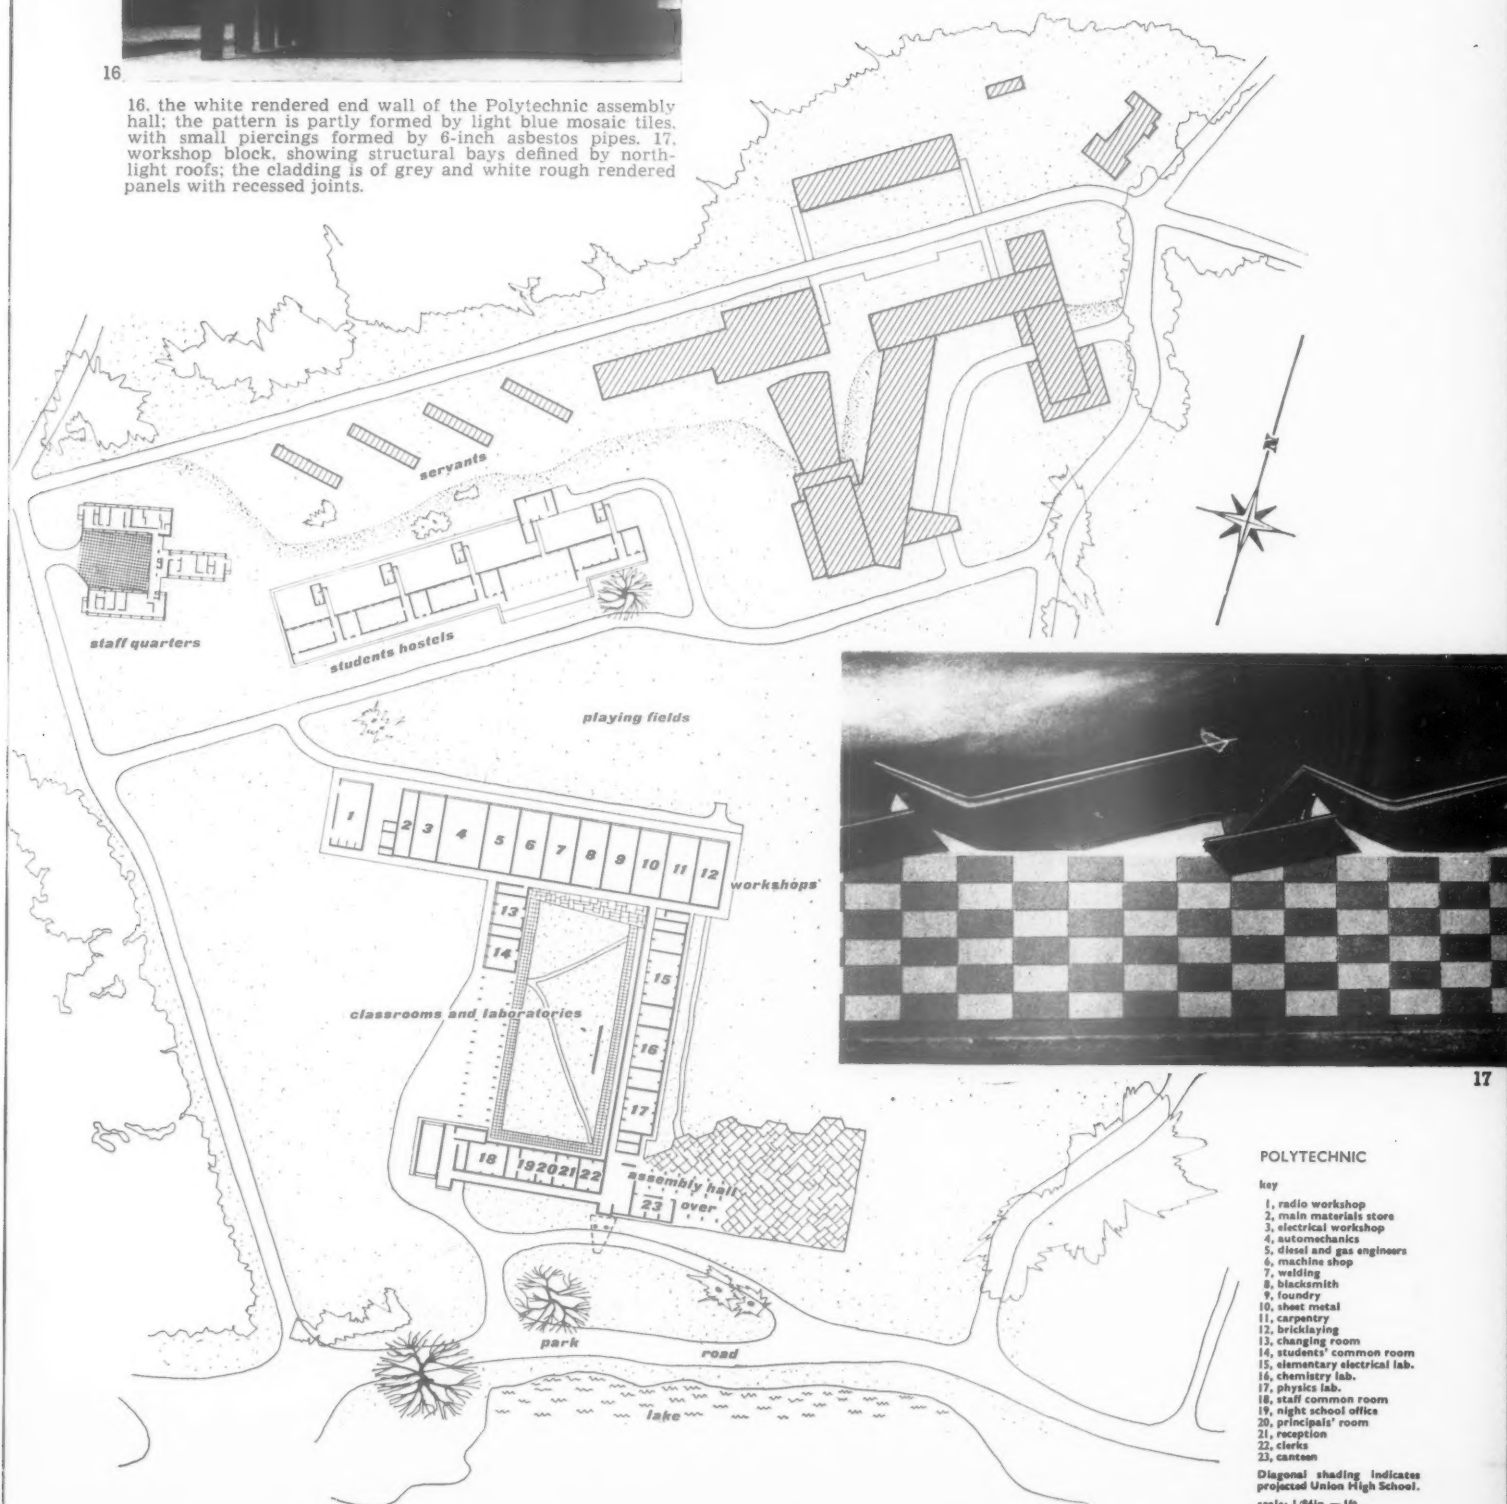 16
16. the white rendered end wall of the Polytechnic assembly
hall; the pattern is partly formed by light blue mosaic tiles,
with small piercings formed by 6-inch asbestos pipes. 17.
workshop block, showing structural bays defined by north-
light roofs; the cladding is of grey and white rough rendered
panels with recessed joints.
servants
N
staff quarters
students hostels
playing fields
1
2
3
4
5
6
7
8
9
10
11
12
workshops
13
14
15
classrooms and laboratories
16
17
18
19
20
21
22
assembly hall
over
23
park road
lake
17
POLYTECHNIC
key
1, radio workshop
2, main materials store
3, electrical workshop
4, automechanics
5, diesel and gas engineers
6, machine shop
7, welding
8, blacksmith
9, foundry
10, sheet metal
11, carpentry
12, bricklaying
13, changing room
14, students' common room
15, elementary electrical lab.
16, chemistry lab.
17, physics lab.
18, staff common room
19, night school office
20, principals' room
21, reception
22, clerks
23, canteen
Diagonal shading indicates
projected Union High School.